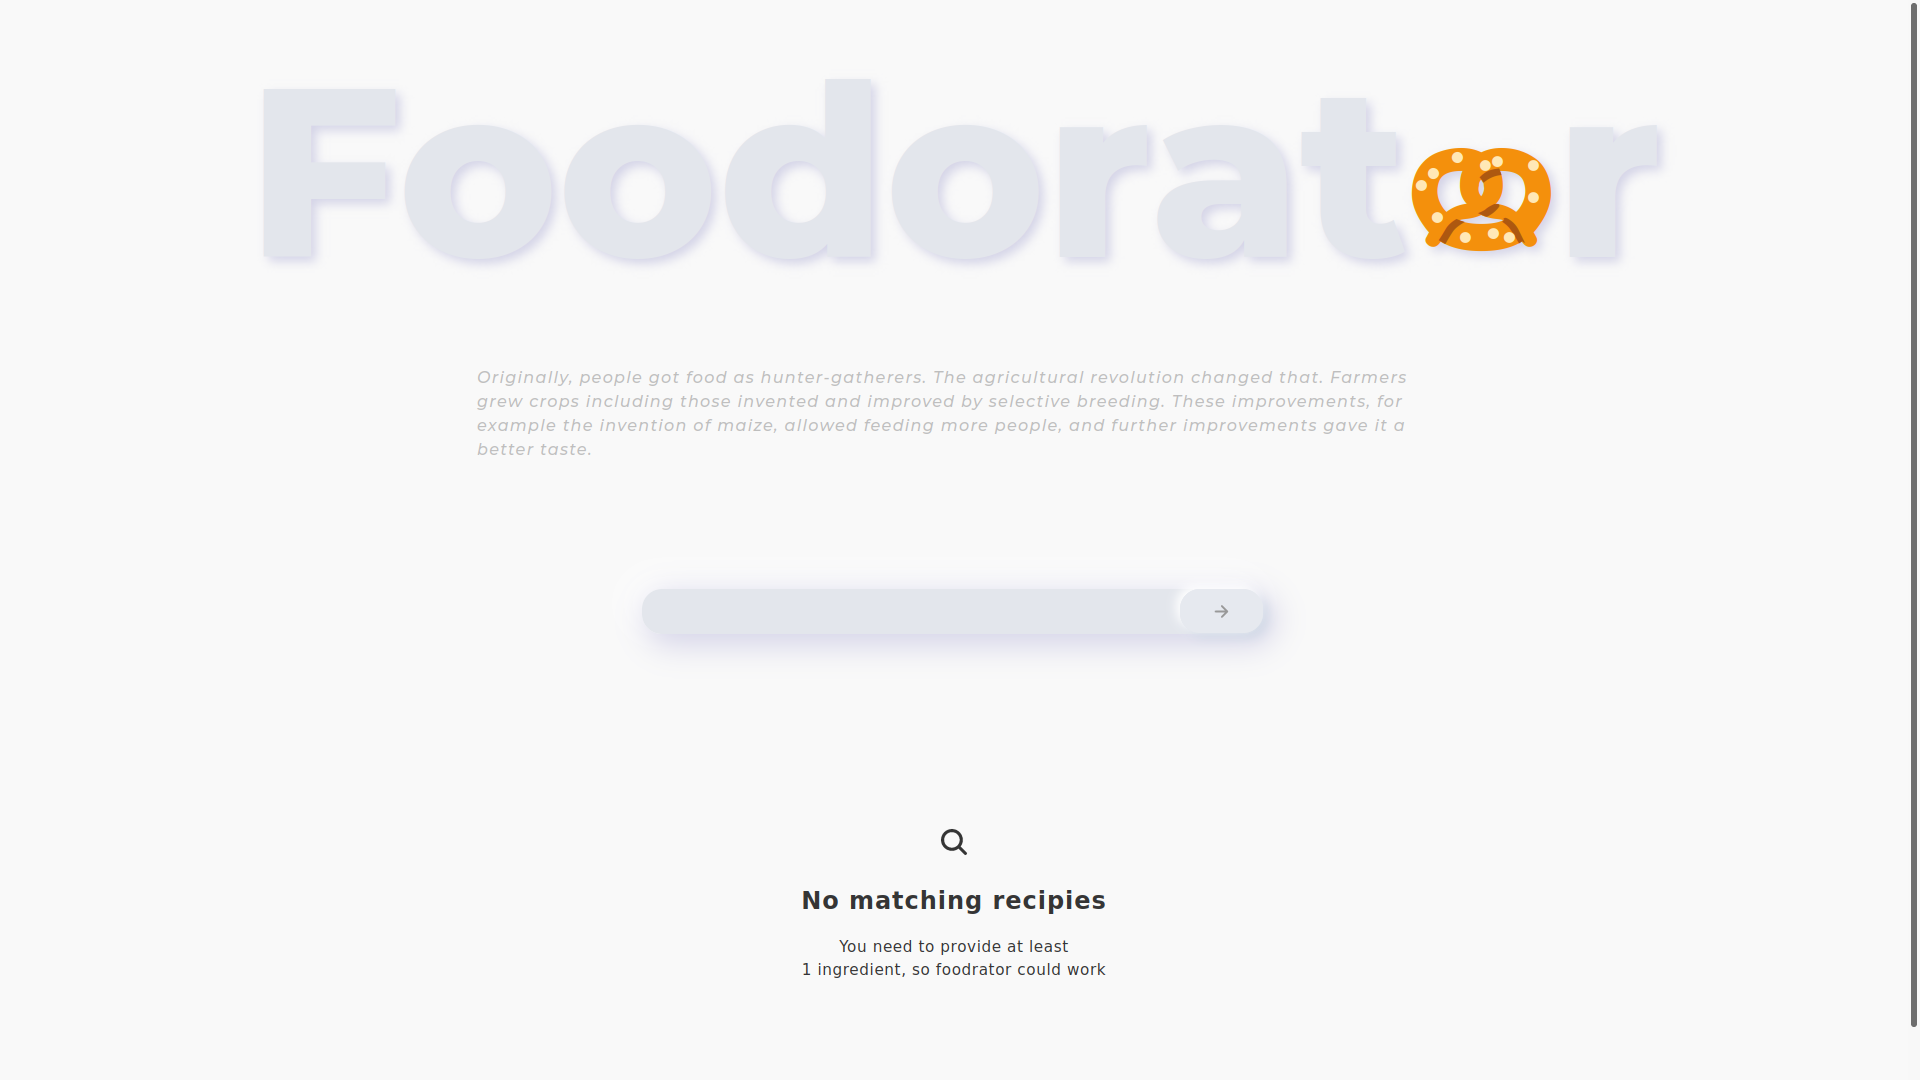 Foodorator
Originally, people got food as hunter-gatherers. The agricultural revolution changed that. Farmers
grew crops including those invented and improved by selective breeding. These improvements, for
example the invention of maize, allowed feeding more people, and further improvements gave it a
better taste.
No matching recipies
You need to provide at least
1 ingredient, so foodrator could work